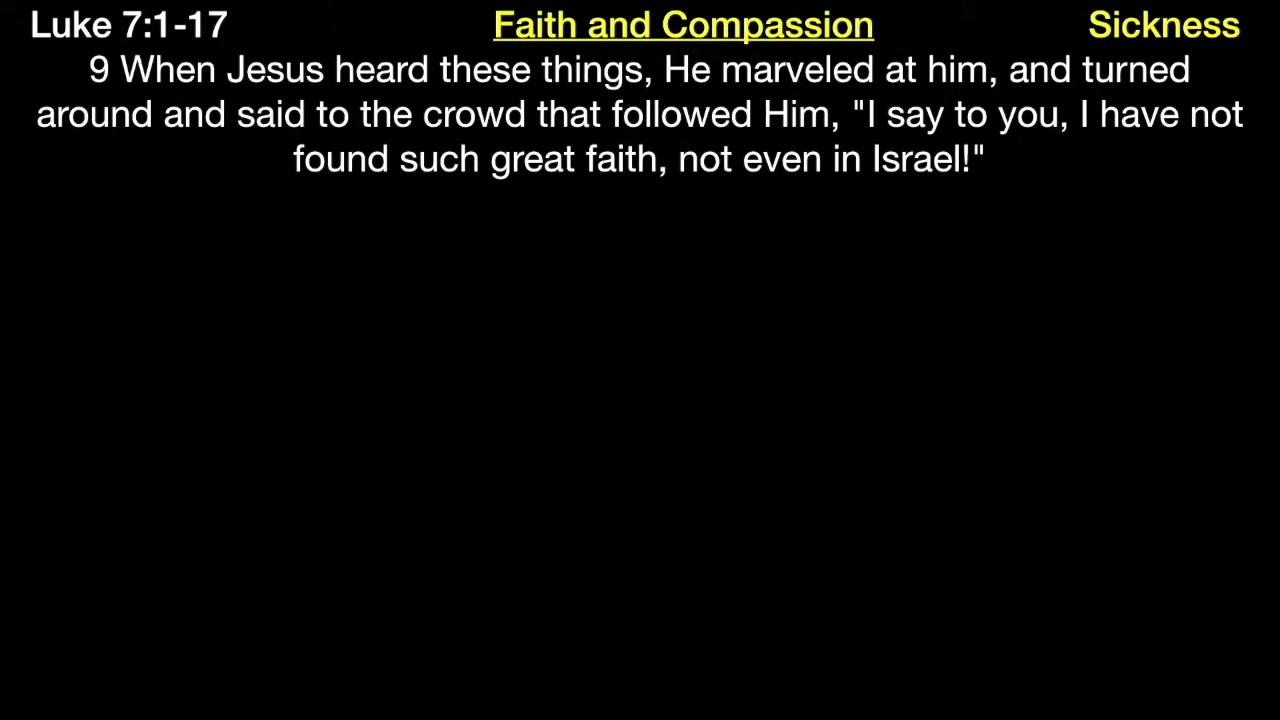 Luke 7:1-17 Faith and Compassion Sickness
9 When Jesus heard these things, He marveled at him, and turned
around and said to the crowd that followed Him, "I say to you, I have not
found such great faith, not even in Israel!"